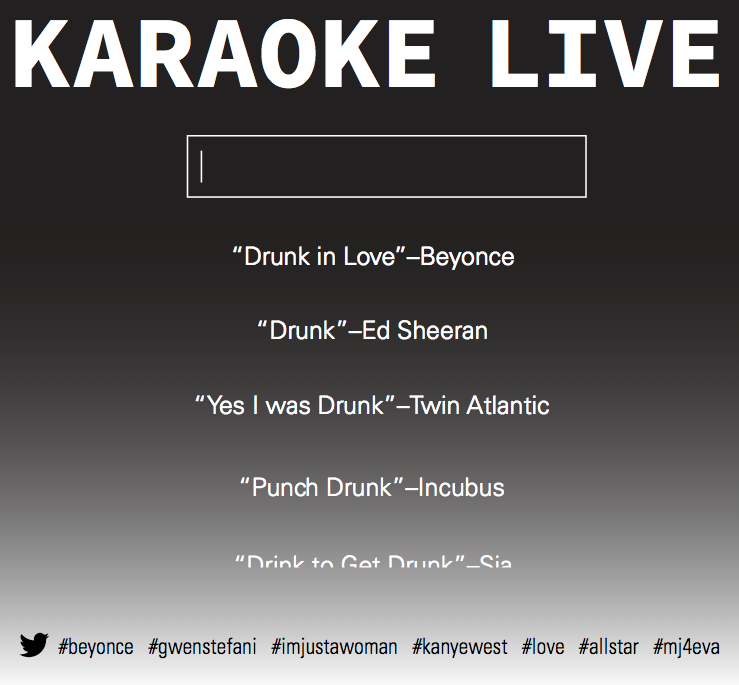 KARAOKE LIVE
“Drunk in Love”–Beyonce
“Drunk”–Ed Sheeran
“Yes I was Drunk”–Twin Atlantic
“Punch Drunk”–Incubus
“Drink to Get Drunk”–Sia
#beyonce #gwenstefani #imjustawoman #kanyewest #love #allstar #mj4eva